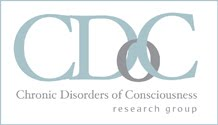 CDoC
Chronic Disorders of Consciousness
research group